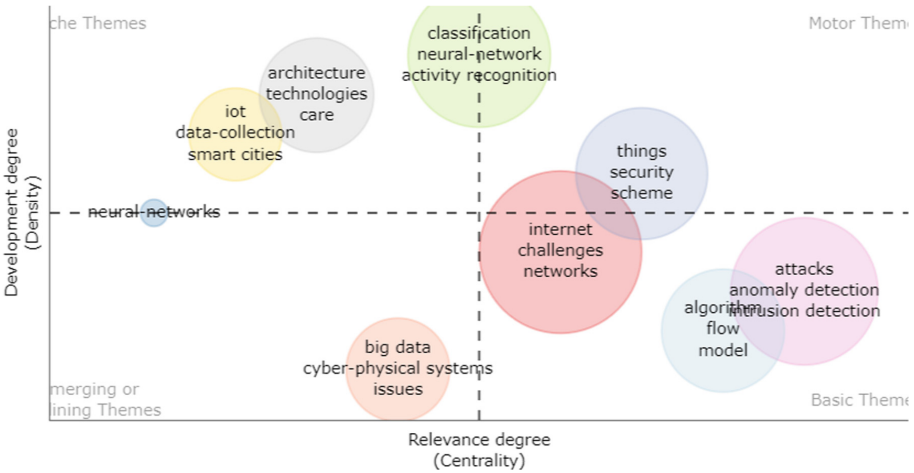 che Themes
Motor Theme
classification
neural-network
activity recognition
architecture
technologies
care
iot
data-collection
smart cities
things
security
scheme
neural-networks
internet
challenges
networks
attacks
anomaly detection
intrusion detection
algorithm
flow
model
big data
cyber-physical systems
issues
merging or
lining Themes
Basic Theme
Development degree
(Density)
Relevance degree
(Centrality)